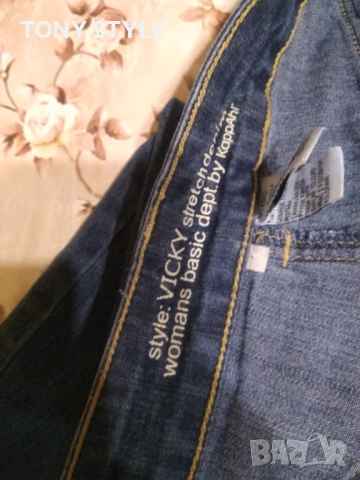 TONY STYLE
style: VICKY stretch denim
womans basic dept. by KappAhl
BAZAR